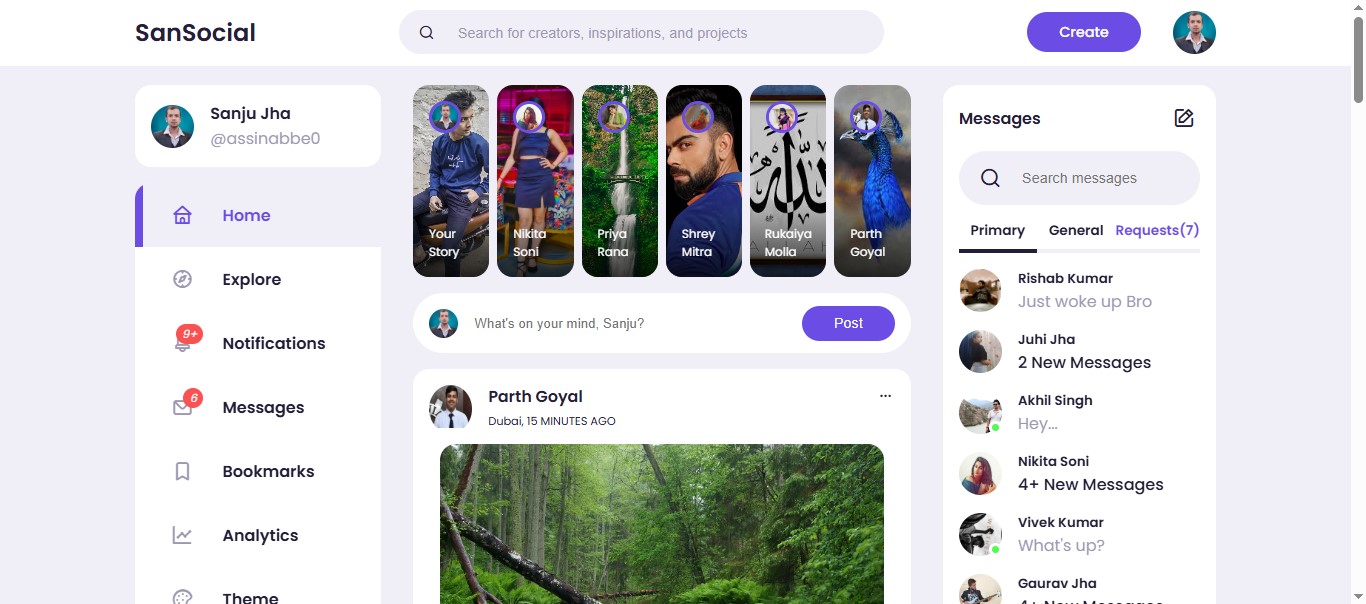 SanSocial
Search for creators, inspirations, and projects
Create
Sanju Jha
@assinabbe0
Home
Explore
9+
Notifications
6
Messages
Bookmarks
Analytics
Theme
Your
Story
Nikita
Soni
Priya
Rana
Shrey
Mitra
Rukaiya
Molla
Parth
Goyal
What's on your mind, Sanju?
Post
Parth Goyal
...
Dubai, 15 MINUTES AGO
Messages
Search messages
Primary General Requests(7)
Rishab Kumar
Just woke up Bro
Juhi Jha
2 New Messages
Akhil Singh
Hey...
Nikita Soni
4+ New Messages
Vivek Kumar
What's up?
Gaurav Jha
4+ New Messages